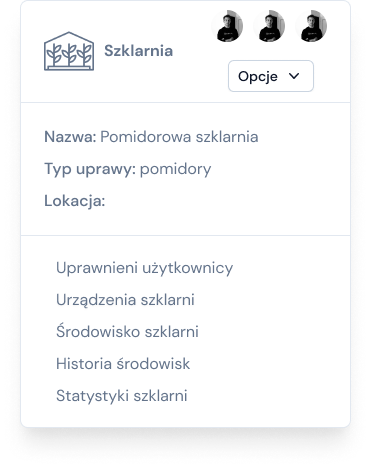 Szklarnia
Opcje
Nazwa: Pomidorowa szklarnia
Typ uprawy: pomidory
Lokacja:
Uprawnieni użytkownicy
Urządzenia szklarni
Środowisko szklarni
Historia środowisk
Statystyki szklarni